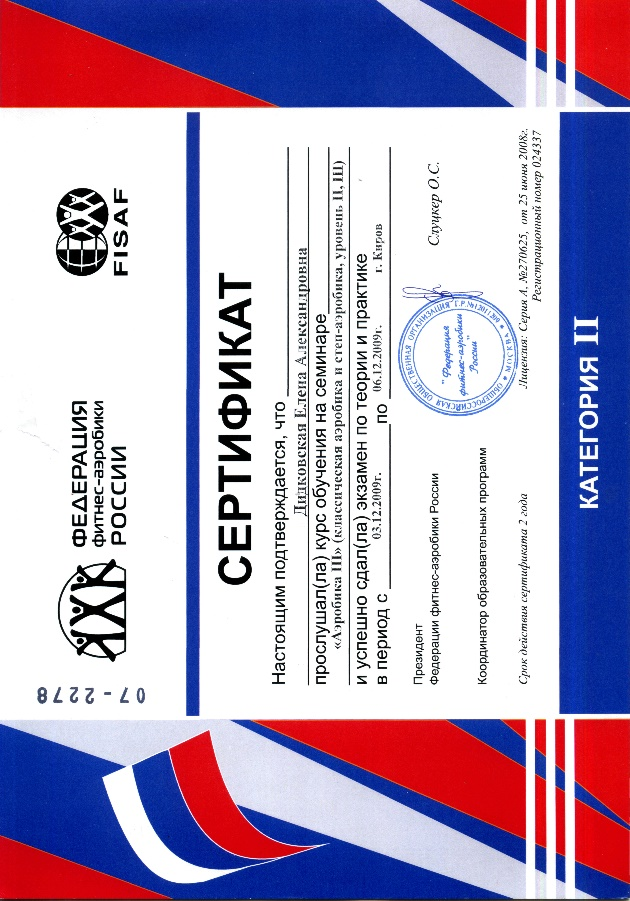 07-2278
ФЕДЕРАЦИЯ
фитнес-аэробики
РОССИИ
FISAF
СЕРТИФИКАТ
Настоящим подтверждается, что
Дидковская Елена Александровна
прослушал(ла) курс обучения на семинаре
«Аэробика III» (классическая аэробика и степ-аэробика, уровень II, III)
и успешно сдал(ла) экзамен по теории и практике
в период с 03.12.2009г. по 06.12.2009г. г. Киров
Президент
Федерации фитнес-аэробики России
Слуцкер О.С.
Координатор образовательных программ
ОБЩЕРОССИЙСКАЯ ОБЩЕСТВЕННАЯ ОРГАНИЗАЦИЯ
МОСКВА
"Федерация
фитнес-аэробики
России"
Срок действия сертификата 2 года
Лицензия: Серия А, №270625, от 25 июня 2008г.
Регистрационный номер 024337
КАТЕГОРИЯ II